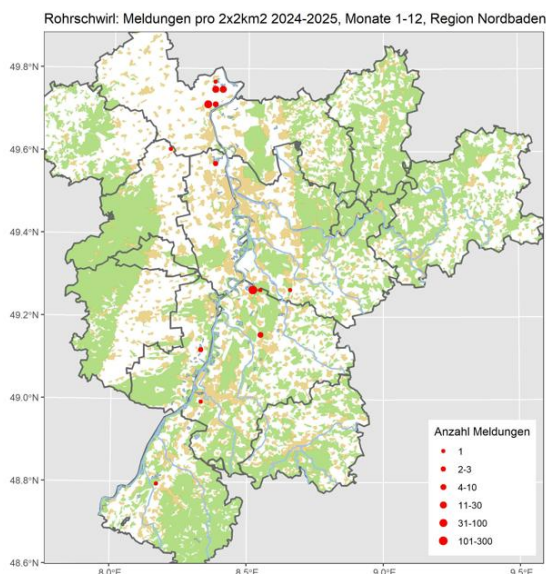 Rohrschwirl: Meldungen pro 2x2km2 2024-2025, Monate 1-12, Region Nordbaden
49.8°N
49.6°N
49.4°N
49.2°N
49.0°N
48.8°N
48.6°N
8.0°E
8.5°E
9.0°E
9.5°E
Anzahl Meldungen
1
2-3
4-10
11-30
31-100
101-300